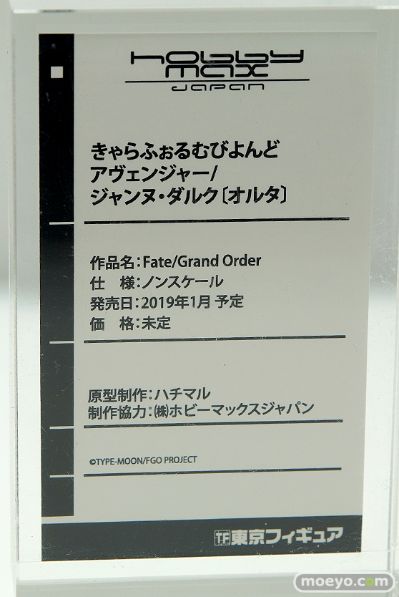 hobby
max
JAPAN
きゃらふぉるむびよんど
アヴェンジャー/
ジャンヌ・ダルク〔オルタ〕
作品名:Fate/Grand Order
仕　様:ノンスケール
発売日:2019年1月 予定
価　格:未定
原型制作:ハチマル
制作協力:㈱ホビーマックスジャパン
©TYPE-MOON/FGO PROJECT
TF東京フィギュア
moeyo.com